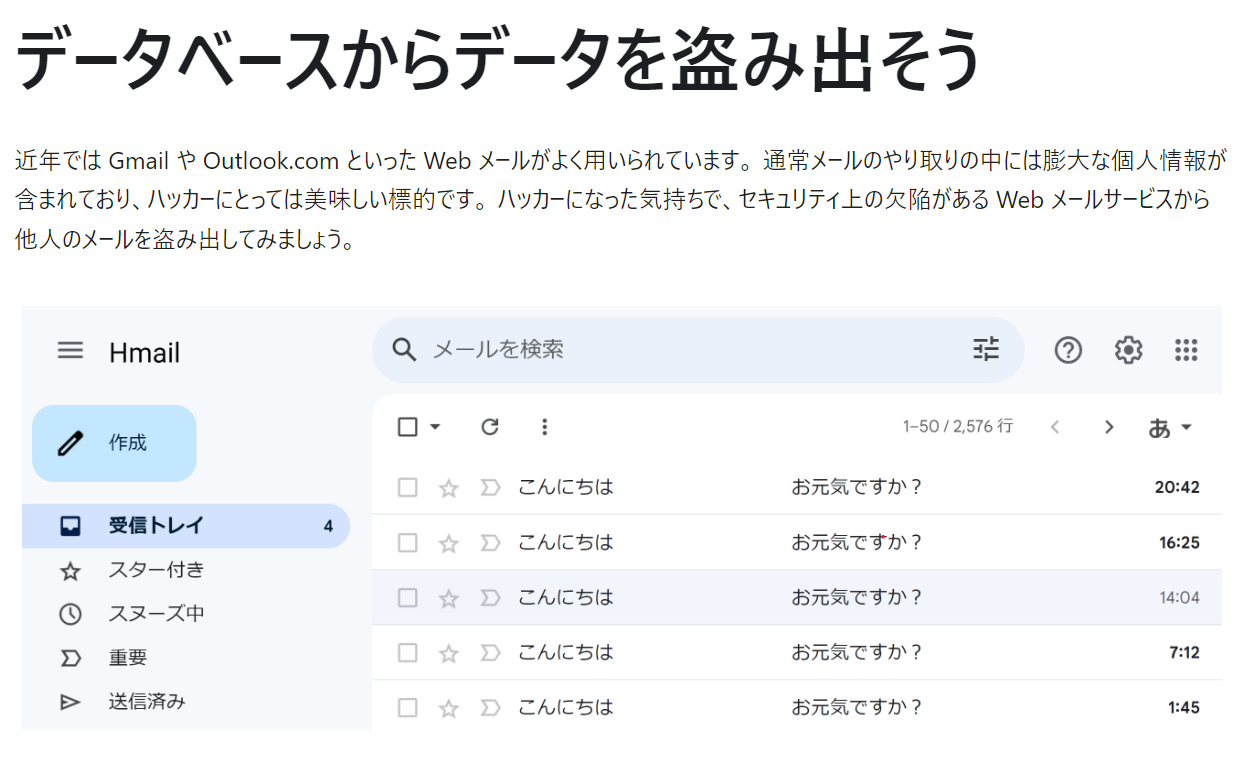 データベースからデータを盗み出そう
近年では Gmail や Outlook.com といった Web メールがよく用いられています。通常メールのやり取りの中には膨大な個人情報が
含まれており、ハッカーにとっては美味しい標的です。ハッカーになった気持ちで、セキュリティ上の欠陥がある Web メールサービスから
他人のメールを盗み出してみましょう。
Hmail
メールを検索
作成
1–50 / 2,576 行
あ
受信トレイ 4
スター付き
スヌーズ中
重要
送信済み
こんにちは お元気ですか？ 20:42
こんにちは お元気ですか？ 16:25
こんにちは お元気ですか？ 14:04
こんにちは お元気ですか？ 7:12
こんにちは お元気ですか？ 1:45